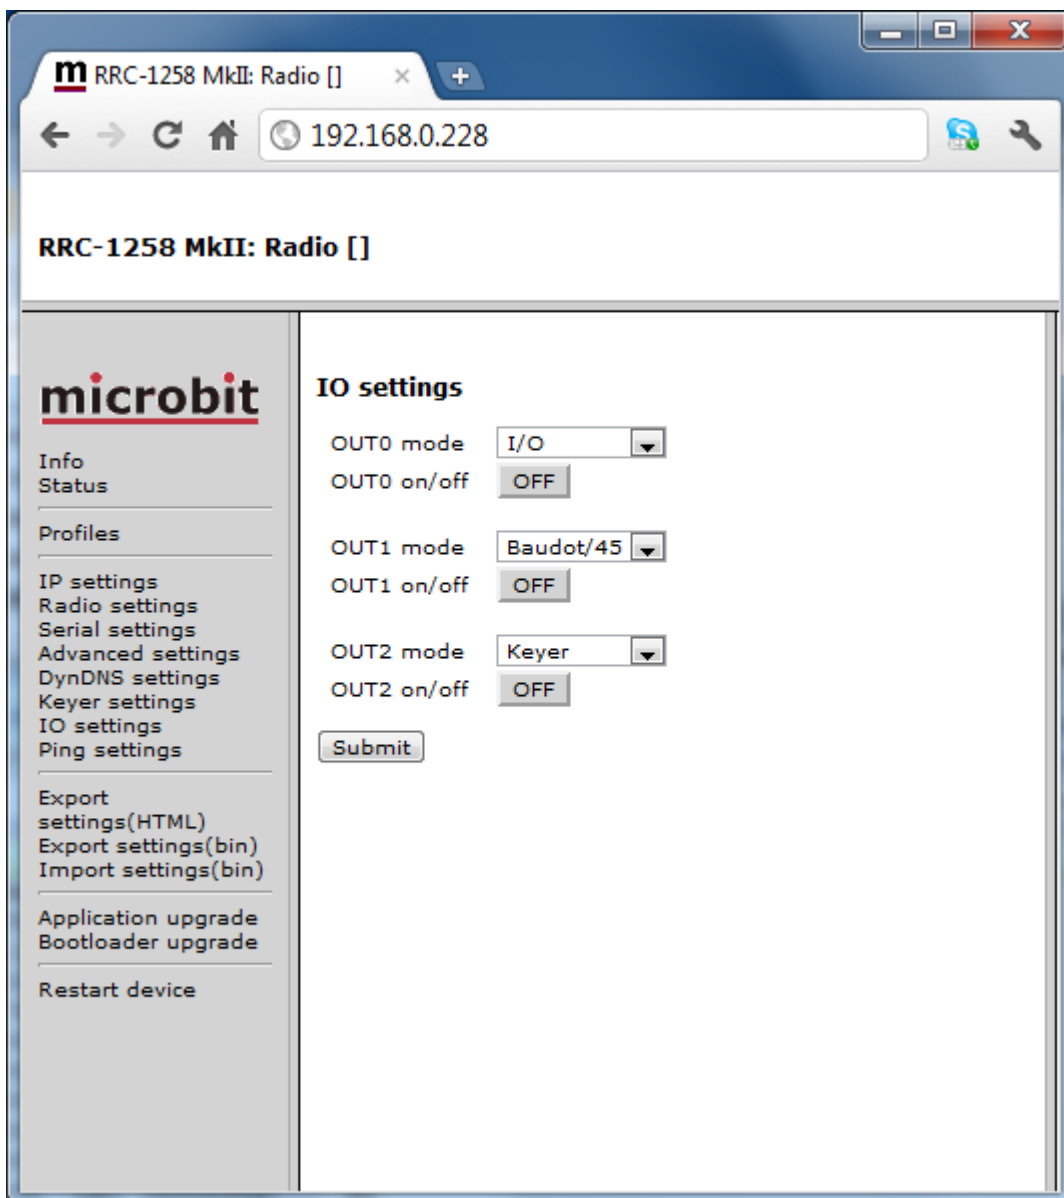 m RRC-1258 MkII: Radio []
192.168.0.228
RRC-1258 MkII: Radio []
microbit
Info
Status
Profiles
IP settings
Radio settings
Serial settings
Advanced settings
DynDNS settings
Keyer settings
IO settings
Ping settings
Export
settings(HTML)
Export settings(bin)
Import settings(bin)
Application upgrade
Bootloader upgrade
Restart device
IO settings
OUT0 mode I/O
OUT0 on/off OFF
OUT1 mode Baudot/45
OUT1 on/off OFF
OUT2 mode Keyer
OUT2 on/off OFF
Submit